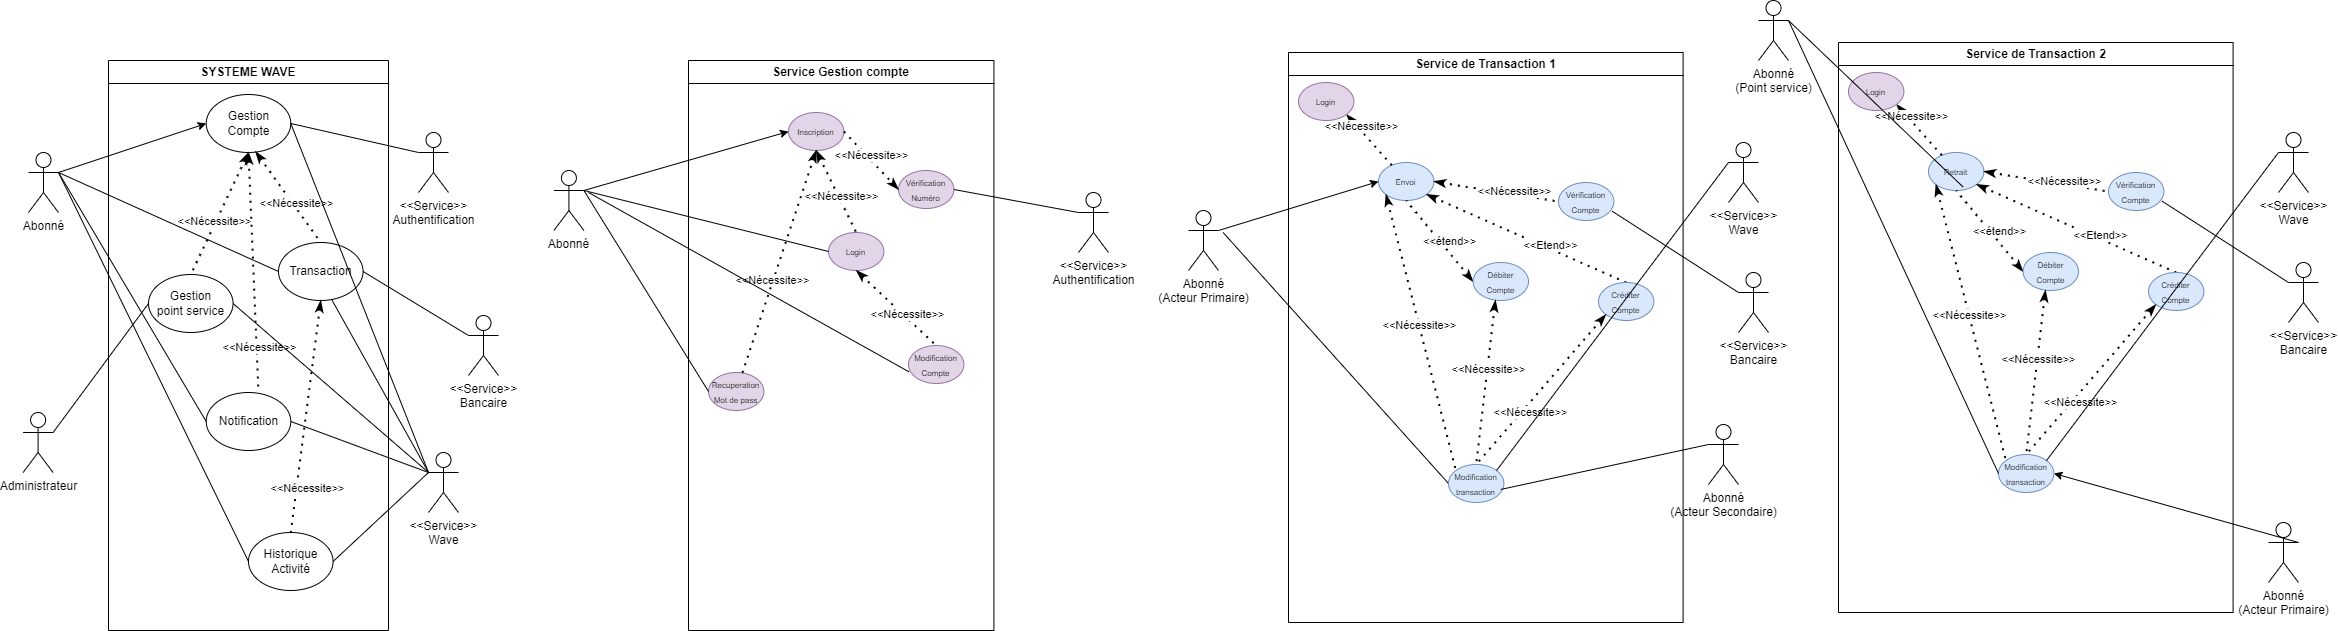 SYSTEME WAVE
Gestion
Compte
<<Nécessite>>
<<Nécessite>>
Abonné
<<Service>>
Authentification
Transaction
Gestion
point service
<<Nécessite>>
<<Service>>
Bancaire
Notification
Administrateur
<<Nécessite>>
<<Service>>
Wave
Historique
Activité
Service Gestion compte
Inscription
<<Nécessite>>
Vérification
Numéro
<<Nécessite>>
Abonné
Login
<<Service>>
Authentification
<<Nécessite>>
<<Nécessite>>
Modification
Compte
Recuperation
Mot de pass
Service de Transaction 1
Login
<<Nécessite>>
Envoi
<<Nécessite>>
Vérification
Compte
<<Service>>
Wave
<<étend>>
<<Etend>>
Abonné
(Acteur Primaire)
Débiter
Compte
Créditer
Compte
<<Nécessite>>
<<Service>>
Bancaire
<<Nécessite>>
<<Nécessite>>
Modification
transaction
Abonné
(Acteur Secondaire)
Abonné
(Point service)
Service de Transaction 2
Login
<<Nécessite>>
Retrait
<<Nécessite>>
Vérification
Compte
<<Service>>
Wave
<<étend>>
<<Etend>>
Débiter
Compte
Créditer
Compte
<<Nécessite>>
<<Service>>
Bancaire
<<Nécessite>>
<<Nécessite>>
Modification
transaction
Abonné
(Acteur Primaire)